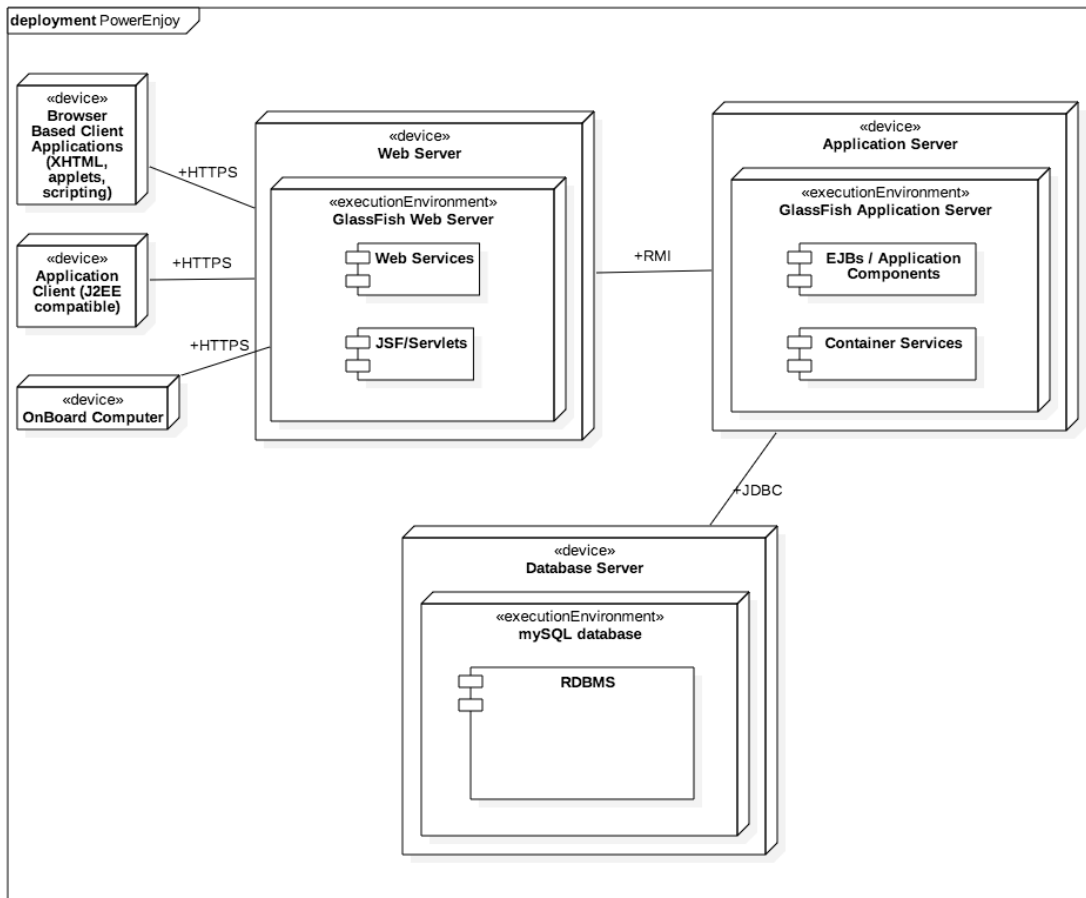 deployment PowerEnjoy
«device»
Browser
Based Client
Applications
(XHTML,
applets,
scripting)
+HTTPS
«device»
Application
Client (J2EE
compatible)
+HTTPS
«device»
OnBoard Computer
+HTTPS
«device»
Web Server
«executionEnvironment»
GlassFish Web Server
Web Services
JSF/Servlets
+RMI
«device»
Application Server
«executionEnvironment»
GlassFish Application Server
EJBs / Application
Components
Container Services
+JDBC
«device»
Database Server
«executionEnvironment»
mySQL database
RDBMS